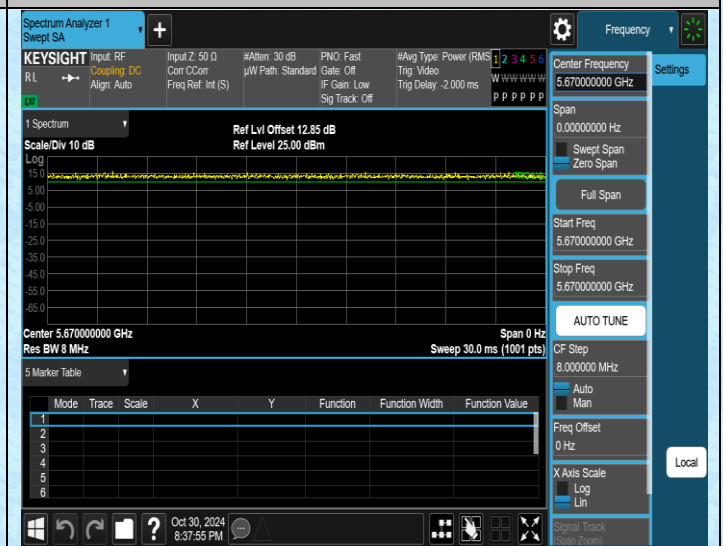 Spectrum Analyzer 1
Swept SA
+
Frequency
KEYSIGHT
R L
LXI
Input: RF
Coupling: DC
Align: Auto
Input Z: 50 Ω
Corr CCorr
Freq Ref: Int (S)
#Atten: 30 dB
µW Path: Standard
PNO: Fast
Gate: Off
IF Gain: Low
Sig Track: Off
#Avg Type: Power (RMS
Trig: Video
Trig Delay: -2.000 ms
1 2 3 4 5 6
W W W W W W
P P P P P P
Center Frequency
5.670000000 GHz
Settings
Span
0.00000000 Hz
Swept Span
Zero Span
Full Span
Start Freq
5.670000000 GHz
Stop Freq
5.670000000 GHz
AUTO TUNE
CF Step
8.000000 MHz
Auto
Man
Freq Offset
0 Hz
X Axis Scale
Log
Lin
Signal Track
(Span Zoom)
Local
1 Spectrum
Scale/Div 10 dB
Ref Lvl Offset 12.85 dB
Ref Level 25.00 dBm
Log
15.0
5.00
-5.00
-15.0
-25.0
-35.0
-45.0
-55.0
-65.0
Center 5.670000000 GHz
Res BW 8 MHz
Span 0 Hz
Sweep 30.0 ms (1001 pts)
5 Marker Table
Mode Trace Scale X Y Function Function Width Function Value
1
2
3
4
5
6
?
Oct 30, 2024
8:37:55 PM